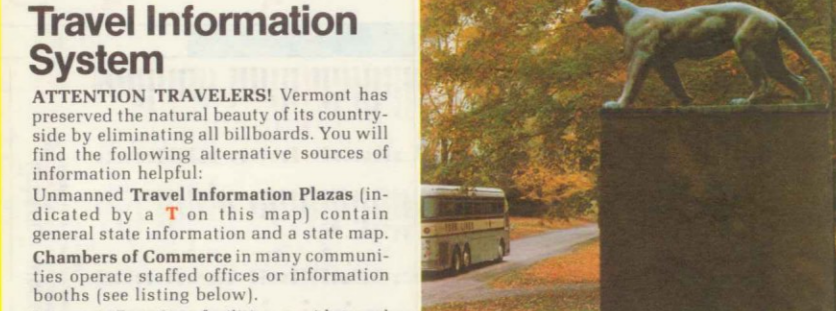 Travel Information
System
ATTENTION TRAVELERS! Vermont has
preserved the natural beauty of its country-
side by eliminating all billboards. You will
find the following alternative sources of
information helpful:
Unmanned Travel Information Plazas (in-
dicated by a T on this map) contain
general state information and a state map.
Chambers of Commerce in many communi-
ties operate staffed offices or information
booths (see listing below).